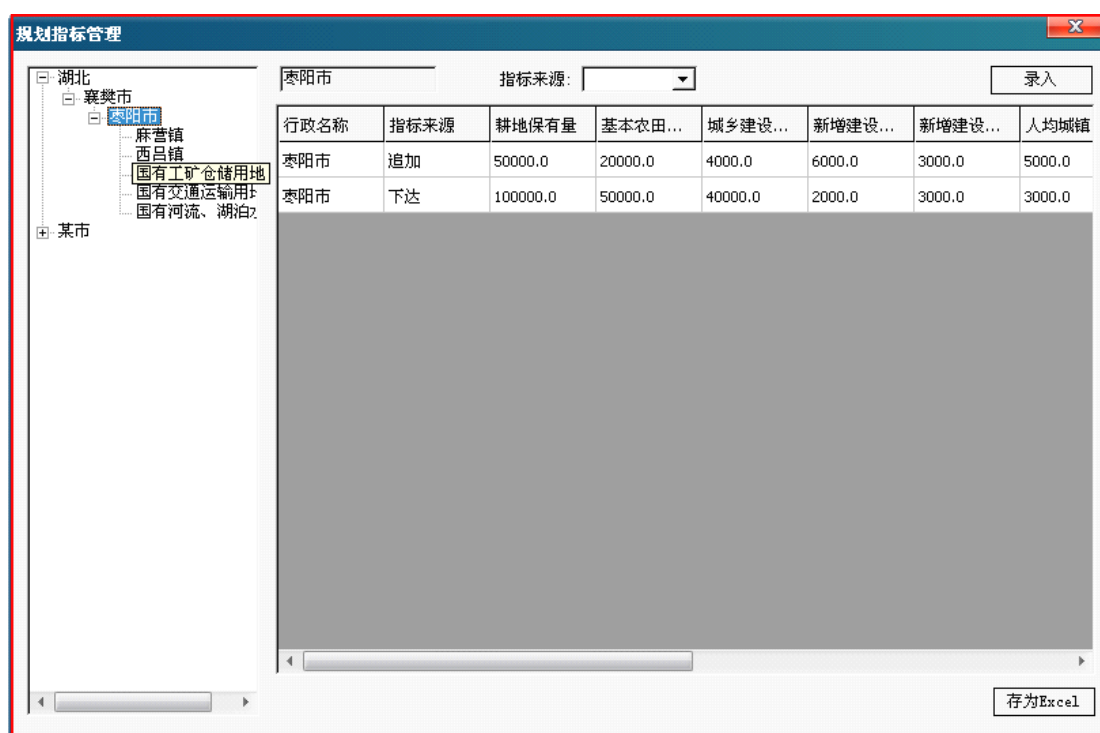 规划指标管理
湖北
襄樊市
枣阳市
麻营镇
西吕镇
国有工矿仓储用地
国有交通运输用
国有河流、湖泊
某市
枣阳市 指标来源: 录入
行政名称 指标来源 耕地保有量 基本农田... 城乡建设... 新增建设... 新增建设... 人均城镇
枣阳市 追加 50000.0 20000.0 4000.0 6000.0 3000.0 5000.0
枣阳市 下达 100000.0 50000.0 40000.0 2000.0 3000.0 3000.0
存为Excel